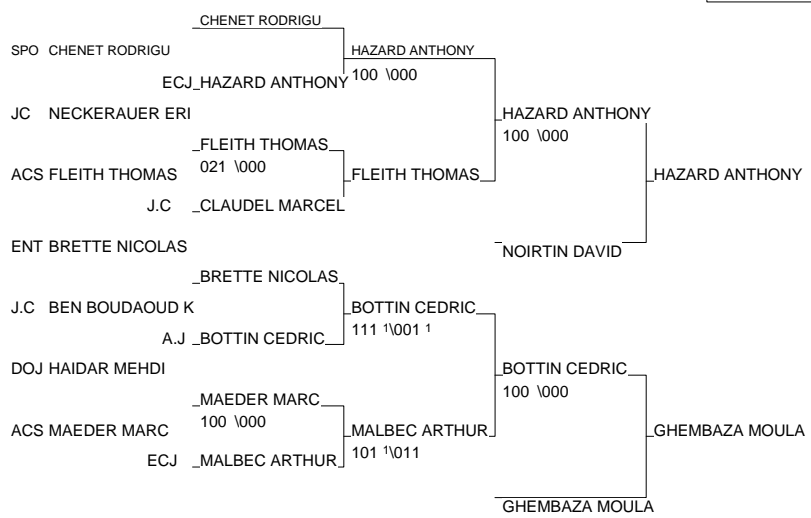 CHENET RODRIGU
SPO CHENET RODRIGU
HAZARD ANTHONY
ECJ HAZARD ANTHONY
100 \000
JC NECKERAUER ERI
HAZARD ANTHONY
100 \000
FLEITH THOMAS
021 \000
ACS FLEITH THOMAS
FLEITH THOMAS
HAZARD ANTHONY
J.C CLAUDEL MARCEL
ENT BRETTE NICOLAS
NOIRTIN DAVID
BRETTE NICOLAS
J.C BEN BOUDAOUD K
BOTTIN CEDRIC
111 1\001 1
A.J BOTTIN CEDRIC
DOJ HAIDAR MEHDI
BOTTIN CEDRIC
100 \000
MAEDER MARC
100 \000
ACS MAEDER MARC
MALBEC ARTHUR
101 1\011
GHEMBAZA MOULA
ECJ MALBEC ARTHUR
GHEMBAZA MOULA